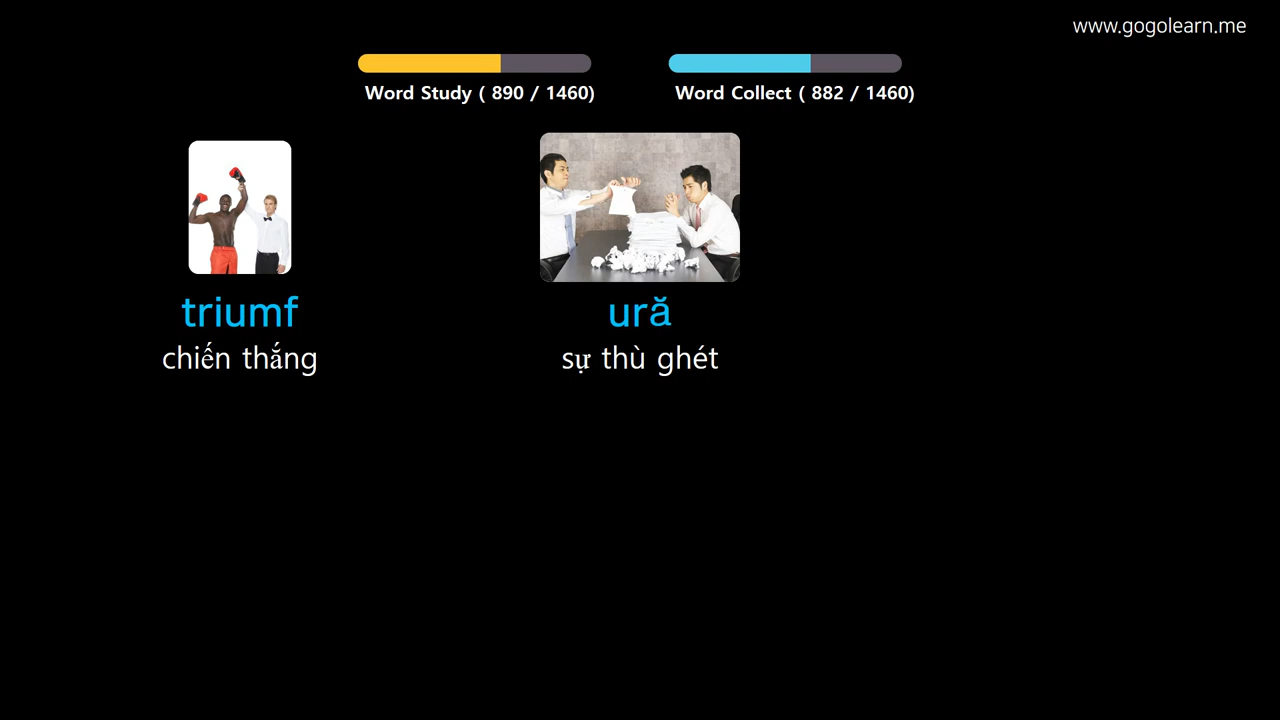 www.gogolearn.me
Word Study ( 890 / 1460)
Word Collect ( 882 / 1460)
triumf
chiến thắng
ură
sự thù ghét